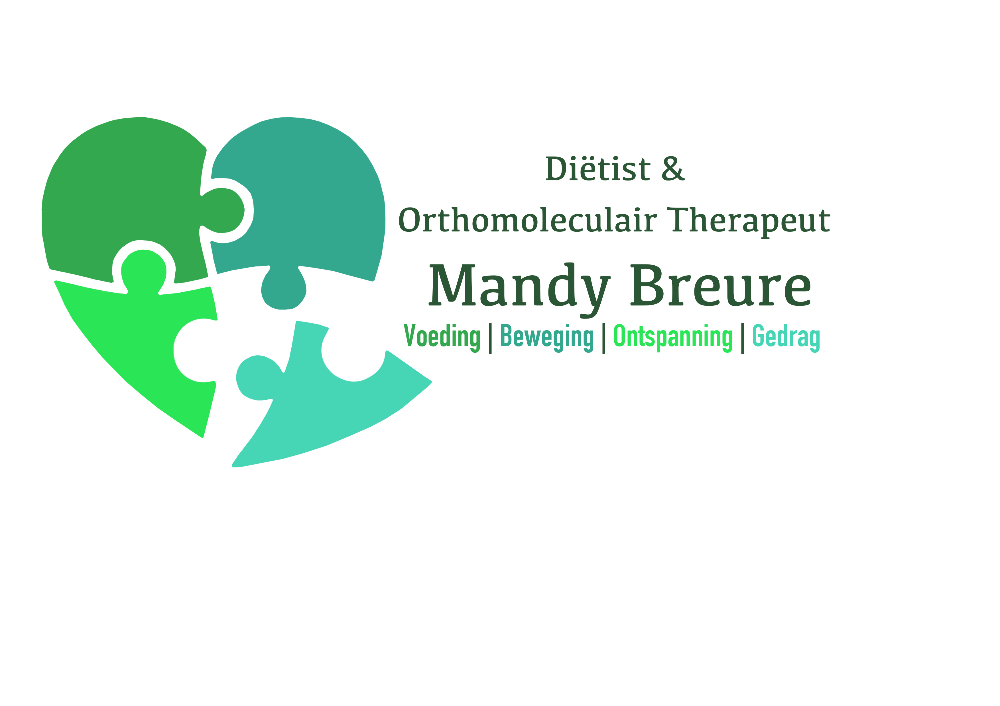 Diëtist &
Orthomoleculair Therapeut
Mandy Breure
Voeding | Beweging | Ontspanning | Gedrag